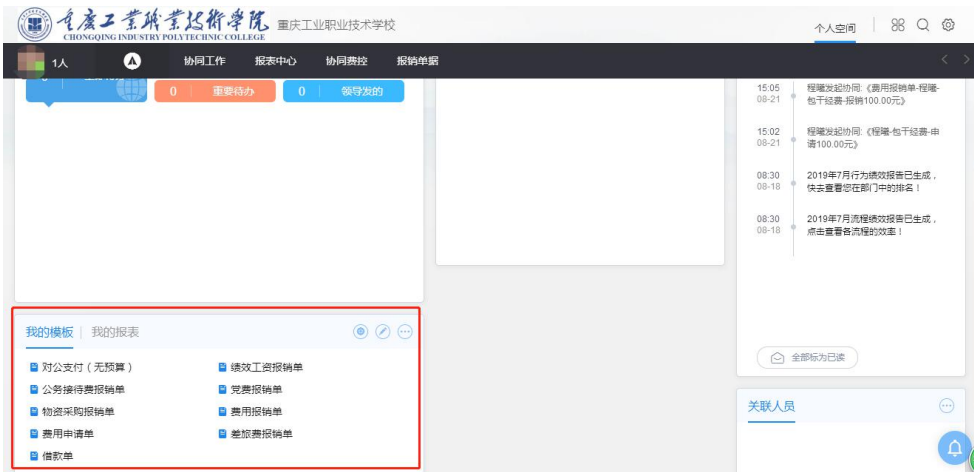 重庆工业职业技术学院 重庆工业职业技术学校
CHONGQING INDUSTRY POLYTECHNIC COLLEGE
个人空间
1人 协同工作 报表中心 协同费控 报销单据
0 重要待办 0 领导发的
15:05 程曦发起协同:《费用报销单-程曦-
08-21 包干经费-报销100.00元》
15:02 程曦发起协同:《程曦-包干经费-申
08-21 请100.00元》
08:30 2019年7月行为绩效报告已生成，
08-18 快去查看您在部门中的排名！
08:30 2019年7月流程绩效报告已生成，
08-18 点击查看各流程的效率！
全部标为已读
我的模板 | 我的报表
对公支付（无预算） 绩效工资报销单
公务接待费报销单 党费报销单
物资采购报销单 费用报销单
费用申请单 差旅费报销单
借款单
关联人员